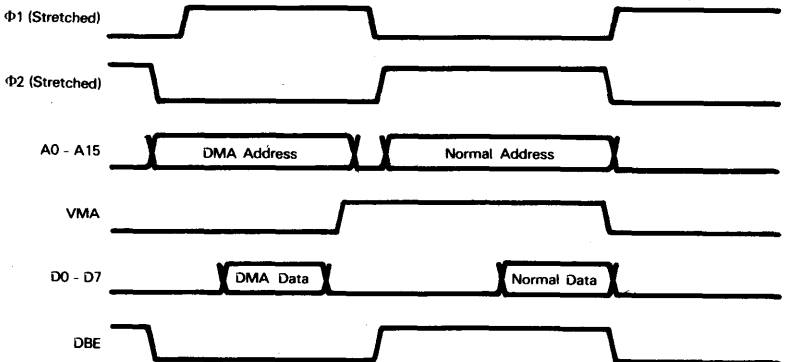 Φ1 (Stretched)
Φ2 (Stretched)
A0 - A15
DMA Address
Normal Address
VMA
D0 - D7
DMA Data
Normal Data
DBE